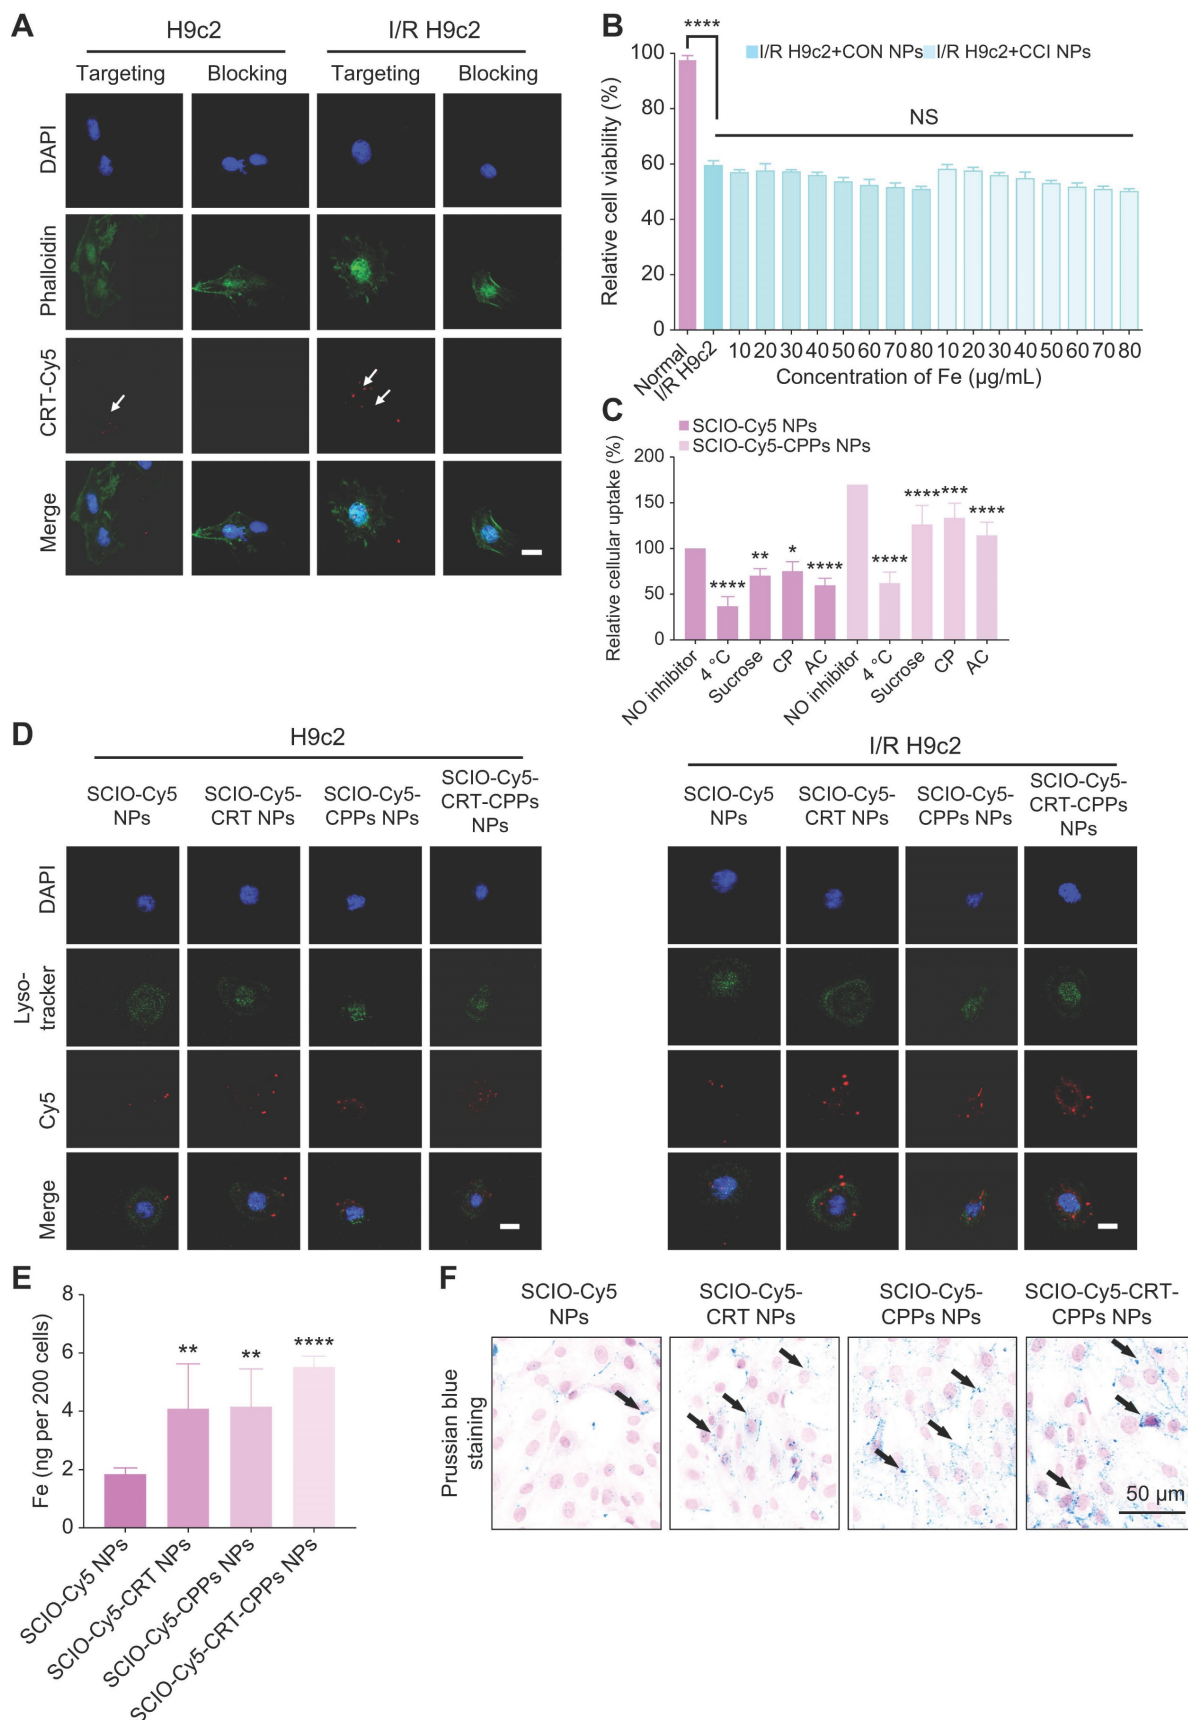 A
H9c2
I/R H9c2
Targeting
Blocking
Targeting
Blocking
DAPI
Phalloidin
CRT-Cy5
Merge
B
****
I/R H9c2+CON NPs
I/R H9c2+CCI NPs
NS
Relative cell viability (%)
100
80
60
40
20
0
Normal
I/R H9c2
10 20 30 40 50 60 70 80 10 20 30 40 50 60 70 80
Concentration of Fe (µg/mL)
C
SCIO-Cy5 NPs
SCIO-Cy5-CPPs NPs
Relative cellular uptake (%)
200
150
100
50
0
**** ** * **** **** **** *** ****
NO inhibitor
4 °C
Sucrose
CP
AC
NO inhibitor
4 °C
Sucrose
CP
AC
D
H9c2
SCIO-Cy5
NPs
SCIO-Cy5-
CRT NPs
SCIO-Cy5-
CPPs NPs
SCIO-Cy5-
CRT-CPPs
NPs
I/R H9c2
SCIO-Cy5
NPs
SCIO-Cy5-
CRT NPs
SCIO-Cy5-
CPPs NPs
SCIO-Cy5-
CRT-CPPs
NPs
DAPI
Lyso-
tracker
Cy5
Merge
E
Fe (ng per 200 cells)
8
6
4
2
0
** ** ****
SCIO-Cy5 NPs
SCIO-Cy5-CRT NPs
SCIO-Cy5-CPPs NPs
SCIO-Cy5-CRT-CPPs NPs
F
SCIO-Cy5
NPs
SCIO-Cy5-
CRT NPs
SCIO-Cy5-
CPPs NPs
SCIO-Cy5-CRT-
CPPs NPs
Prussian blue
staining
50 µm